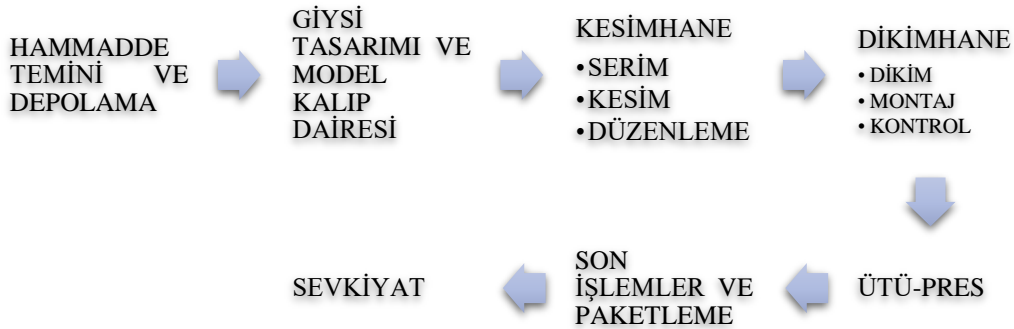 HAMMADDE
TEMİNİ VE
DEPOLAMA
GİYSİ
TASARIMI VE
MODEL
KALIP
DAİRESİ
KESİMHANE
•SERİM
•KESİM
•DÜZENLEME
DİKİMHANE
• DİKİM
• MONTAJ
• KONTROL
ÜTÜ-PRES
SON
İŞLEMLER VE
PAKETLEME
SEVKİYAT